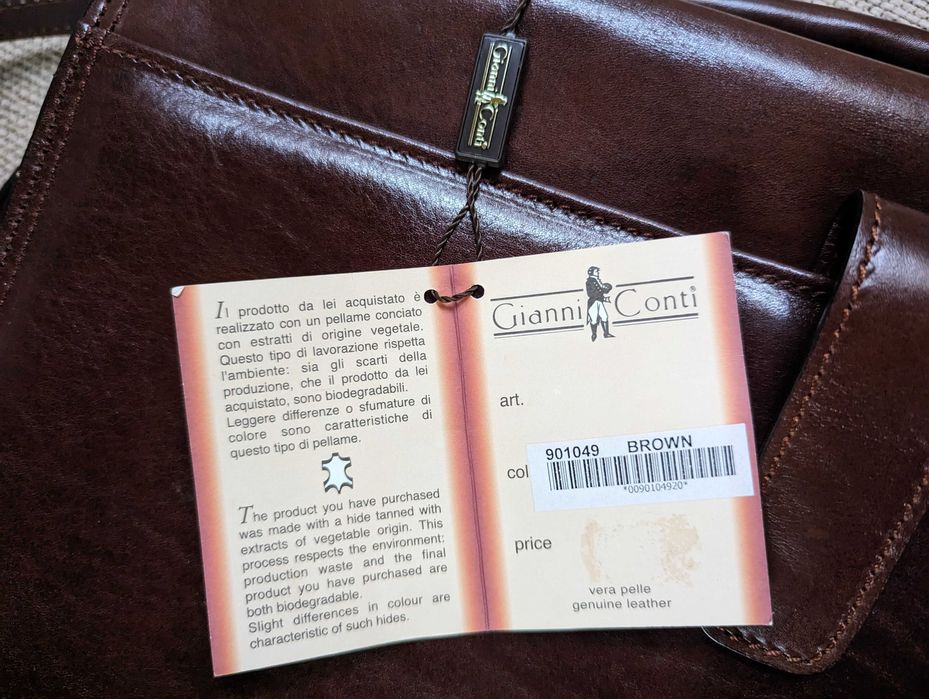 Gianni Conti
Il prodotto da lei acquistato è
realizzato con un pellame conciato
con estratti di origine vegetale.
Questo tipo di lavorazione rispetta
l'ambiente: sia gli scarti della
produzione, che il prodotto da lei
acquistato, sono biodegradabili.
Leggere differenze o sfumature di
colore sono caratteristiche di
questo tipo di pellame.
The product you have purchased
was made with a hide tanned with
extracts of vegetable origin. This
process respects the environment:
production waste and the final
product you have purchased are
both biodegradable.
Slight differences in colour are
characteristic of such hides.
Gianni Conti®
art.
col
901049 BROWN
*0090104920*
price
vera pelle
genuine leather